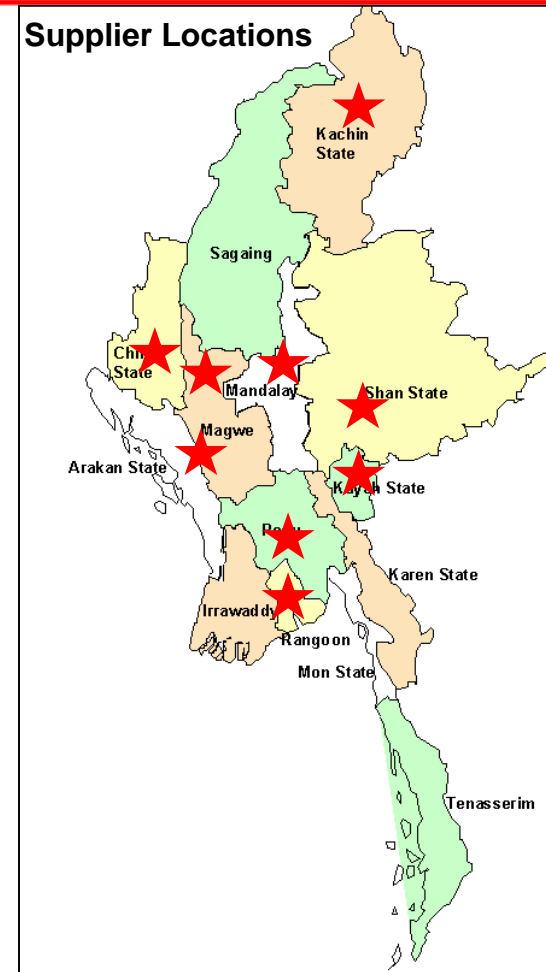 Supplier Locations
Kachin
State
Sagaing
State
Mandalay
Shan State
Magwe
Arakan State
State
Karen State
Irrawaddy
Rangoon
Mon State
Tenasserim